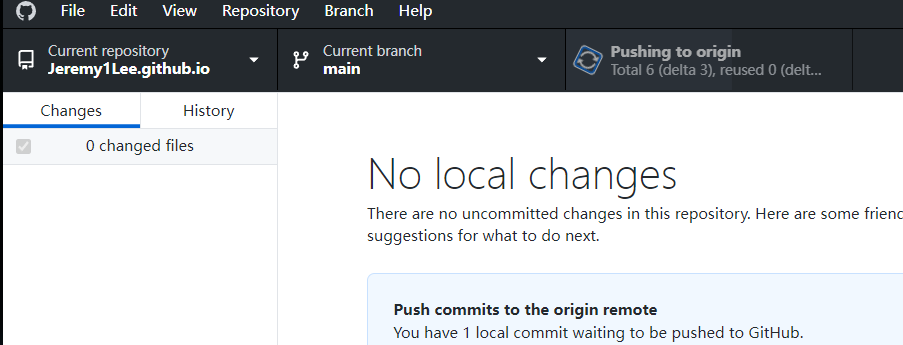 File Edit View Repository Branch Help
Current repository
Jeremy1Lee.github.io
Current branch
main
Pushing to origin
Total 6 (delta 3), reused 0 (delt...
Changes History
0 changed files
No local changes
There are no uncommitted changes in this repository. Here are some friend
suggestions for what to do next.
Push commits to the origin remote
You have 1 local commit waiting to be pushed to GitHub.